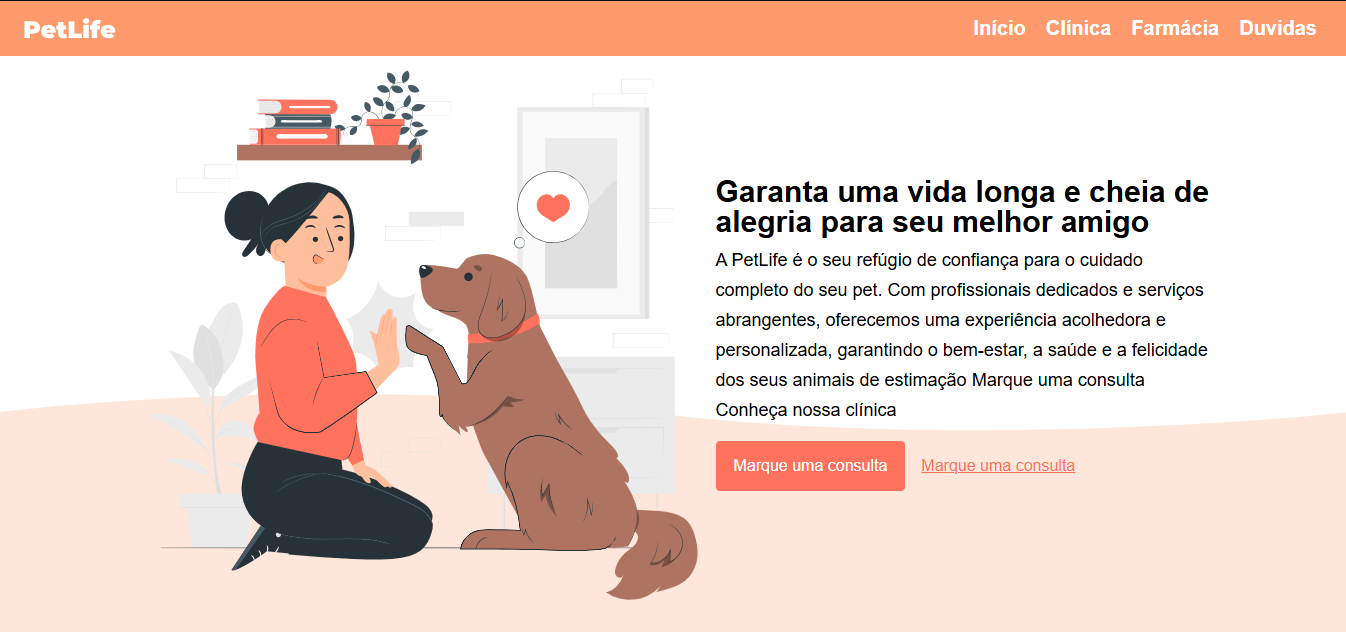 PetLife
Início Clínica Farmácia Duvidas
Garanta uma vida longa e cheia de
alegria para seu melhor amigo
A PetLife é o seu refúgio de confiança para o cuidado
completo do seu pet. Com profissionais dedicados e serviços
abrangentes, oferecemos uma experiência acolhedora e
personalizada, garantindo o bem-estar, a saúde e a felicidade
dos seus animais de estimação Marque uma consulta
Conheça nossa clínica
Marque uma consulta
Marque uma consulta